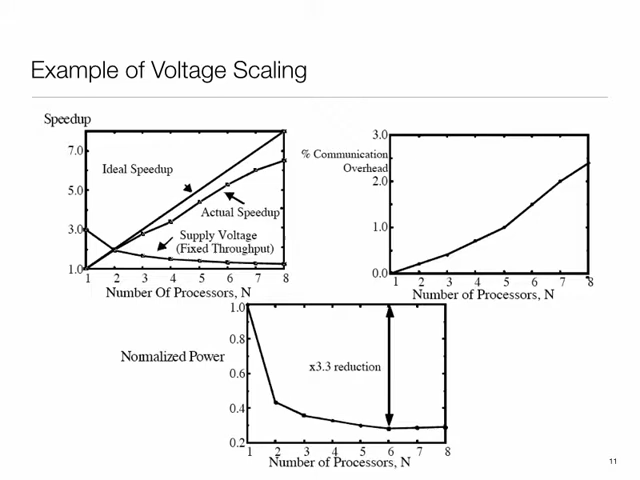 Example of Voltage Scaling
Speedup
7.0
5.0
3.0
1.0
Ideal Speedup
Actual Speedup
Supply Voltage
(Fixed Throughput)
1 2 3 4 5 6 7 8
Number Of Processors, N
3.0
% Communication
Overhead
2.0
1.0
0.0
1 2 3 4 5 6 7 8
Number of Processors, N
1.0
0.8
Normalized Power
x3.3 reduction
0.6
0.4
0.2
1 2 3 4 5 6 7 8
Number of Processors, N
11